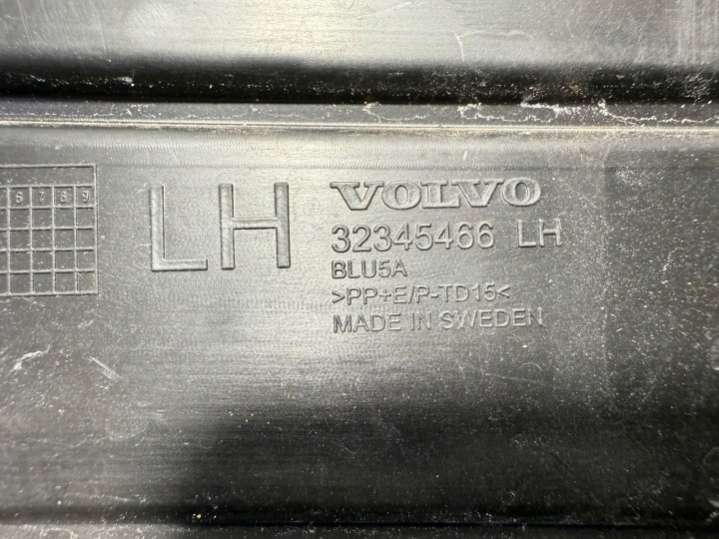 LH
VOLVO
32345466 LH
BLU5A
>PP+E/P-TD15<
MADE IN SWEDEN